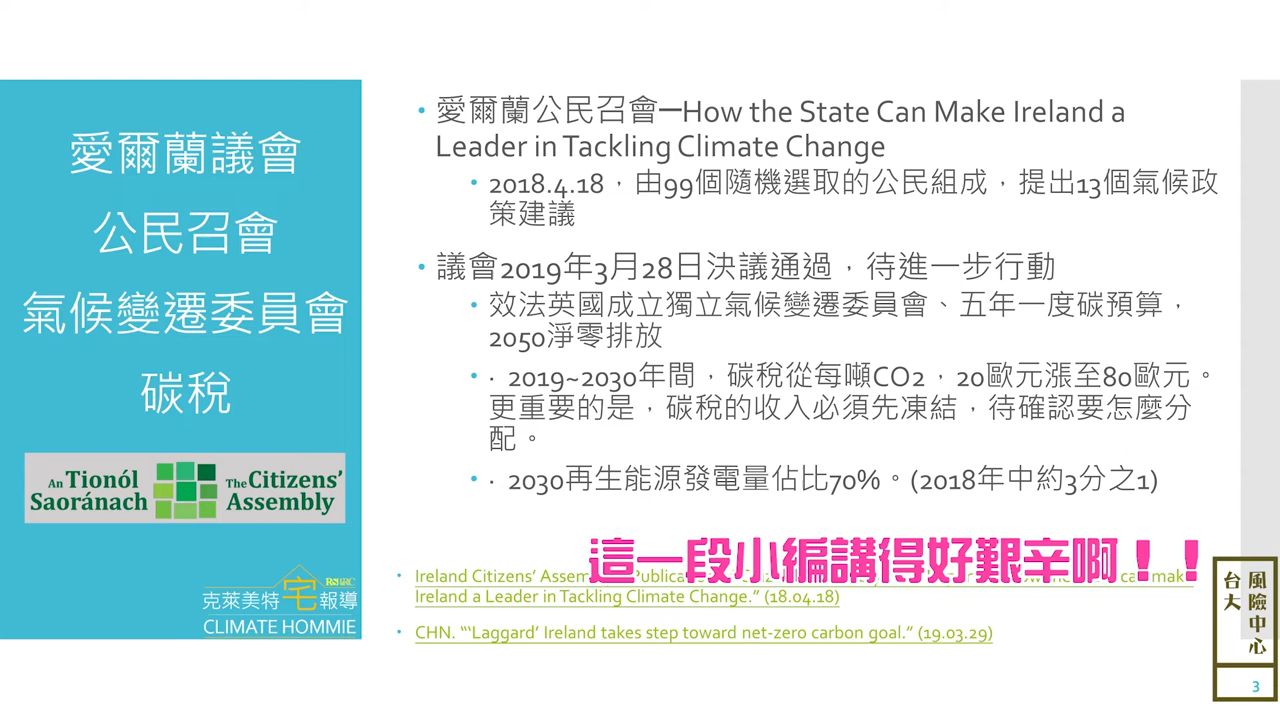 愛爾蘭議會
公民召會
氣候變遷委員會
碳稅
An Tionól
Saoránach
The Citizens'
Assembly
克萊美特宅報導
RSPRC
CLIMATE HOMMIE
• 愛爾蘭公民召會—How the State Can Make Ireland a
Leader in Tackling Climate Change
• 2018.4.18，由99個隨機選取的公民組成，提出13個氣候政
策建議
• 議會2019年3月28日決議通過，待進一步行動
• 效法英國成立獨立氣候變遷委員會、五年一度碳預算，
2050淨零排放
• · 2019~2030年間，碳稅從每噸CO2，20歐元漲至80歐元。
更重要的是，碳稅的收入必須先凍結，待確認要怎麼分
配。
• · 2030再生能源發電量佔比70%。(2018年中約3分之1)
這一段小編講得好艱辛啊！！
• Ireland Citizens' Assem
Ireland a Leader in Tackling Climate Change." (18.04.18)
• CHN. "'Laggard' Ireland takes step toward net-zero carbon goal." (19.03.29)
台大
風險中心
3